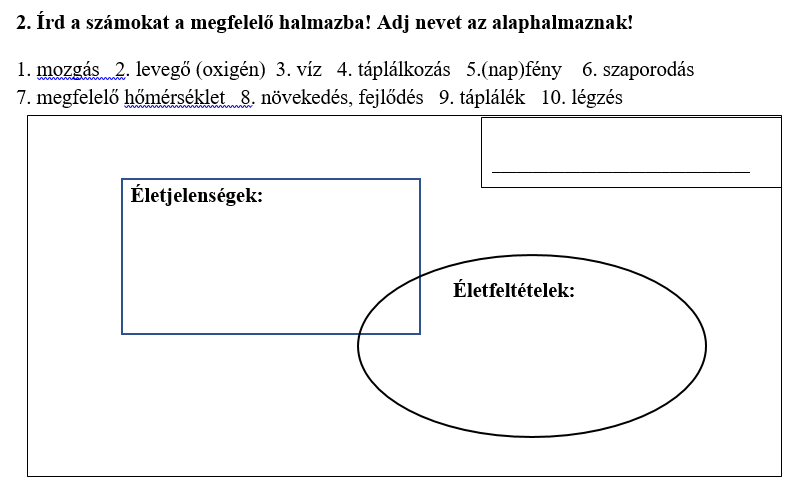 2. Írd a számokat a megfelelő halmazba! Adj nevet az alaphalmaznak!
1. mozgás 2. levegő (oxigén) 3. víz 4. táplálkozás 5.(nap)fény 6. szaporodás
7. megfelelő hőmérséklet 8. növekedés, fejlődés 9. táplálék 10. légzés
Életjelenségek:
Életfeltételek: